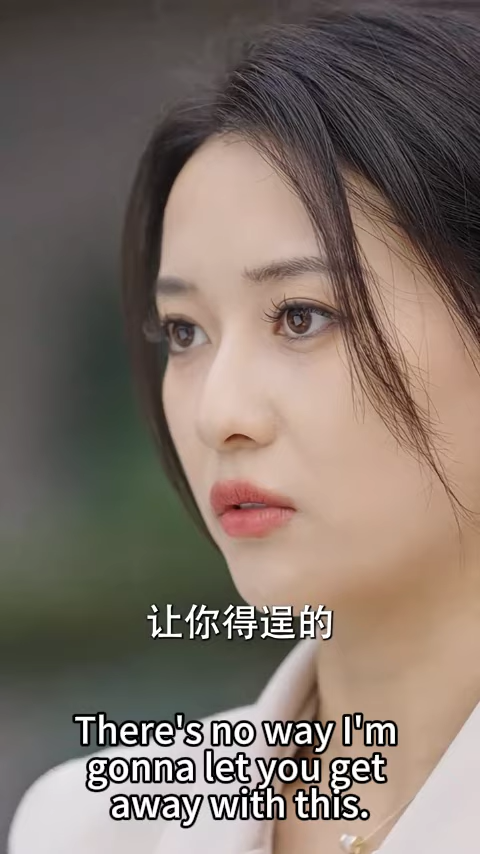 让你得逞的
There's no way I'm
gonna let you get
away with this.